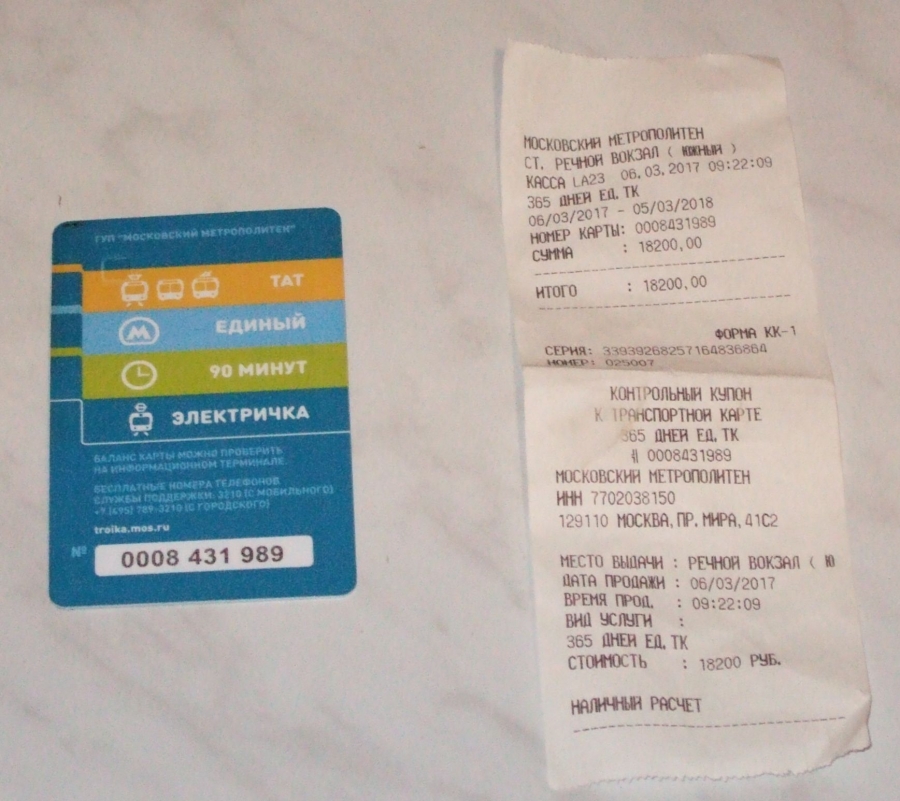 ГУП "МОСКОВСКИЙ МЕТРОПОЛИТЕН"
ТАТ
ЕДИНЫЙ
90 МИНУТ
ЭЛЕКТРИЧКА
БАЛАНС КАРТЫ МОЖНО ПРОВЕРИТЬ
НА ИНФОРМАЦИОННОМ ТЕРМИНАЛЕ.
БЕСПЛАТНЫЕ НОМЕРА ТЕЛЕФОНОВ
СЛУЖБЫ ПОДДЕРЖКИ: 3210 (С МОБИЛЬНОГО)
+7 (495) 789-3210 (С ГОРОДСКОГО)
troika.mos.ru
№ 0008 431 989
МОСКОВСКИЙ МЕТРОПОЛИТЕН
СТ. РЕЧНОЙ ВОКЗАЛ ( ЮЖНЫЙ )
КАССА LA23 06.03.2017 09:22:09
365 ДНЕЙ ЕД.ТК
06/03/2017 - 05/03/2018
НОМЕР КАРТЫ: 0008431989
СУММА : 18200,00
ИТОГО : 18200,00
ФОРМА КК-1
СЕРИЯ: 33939268257164836864
НОМЕР: 025007
КОНТРОЛЬНЫЙ КУПОН
К ТРАНСПОРТНОЙ КАРТЕ
365 ДНЕЙ ЕД.ТК
# 0008431989
МОСКОВСКИЙ МЕТРОПОЛИТЕН
ИНН 7702038150
129110 МОСКВА,ПР.МИРА,41С2
МЕСТО ВЫДАЧИ : РЕЧНОЙ ВОКЗАЛ ( Ю
ДАТА ПРОДАЖИ : 06/03/2017
ВРЕМЯ ПРОД. : 09:22:09
ВИД УСЛУГИ :
365 ДНЕЙ ЕД.ТК
СТОИМОСТЬ : 18200 РУБ.
НАЛИЧНЫЙ РАСЧЕТ